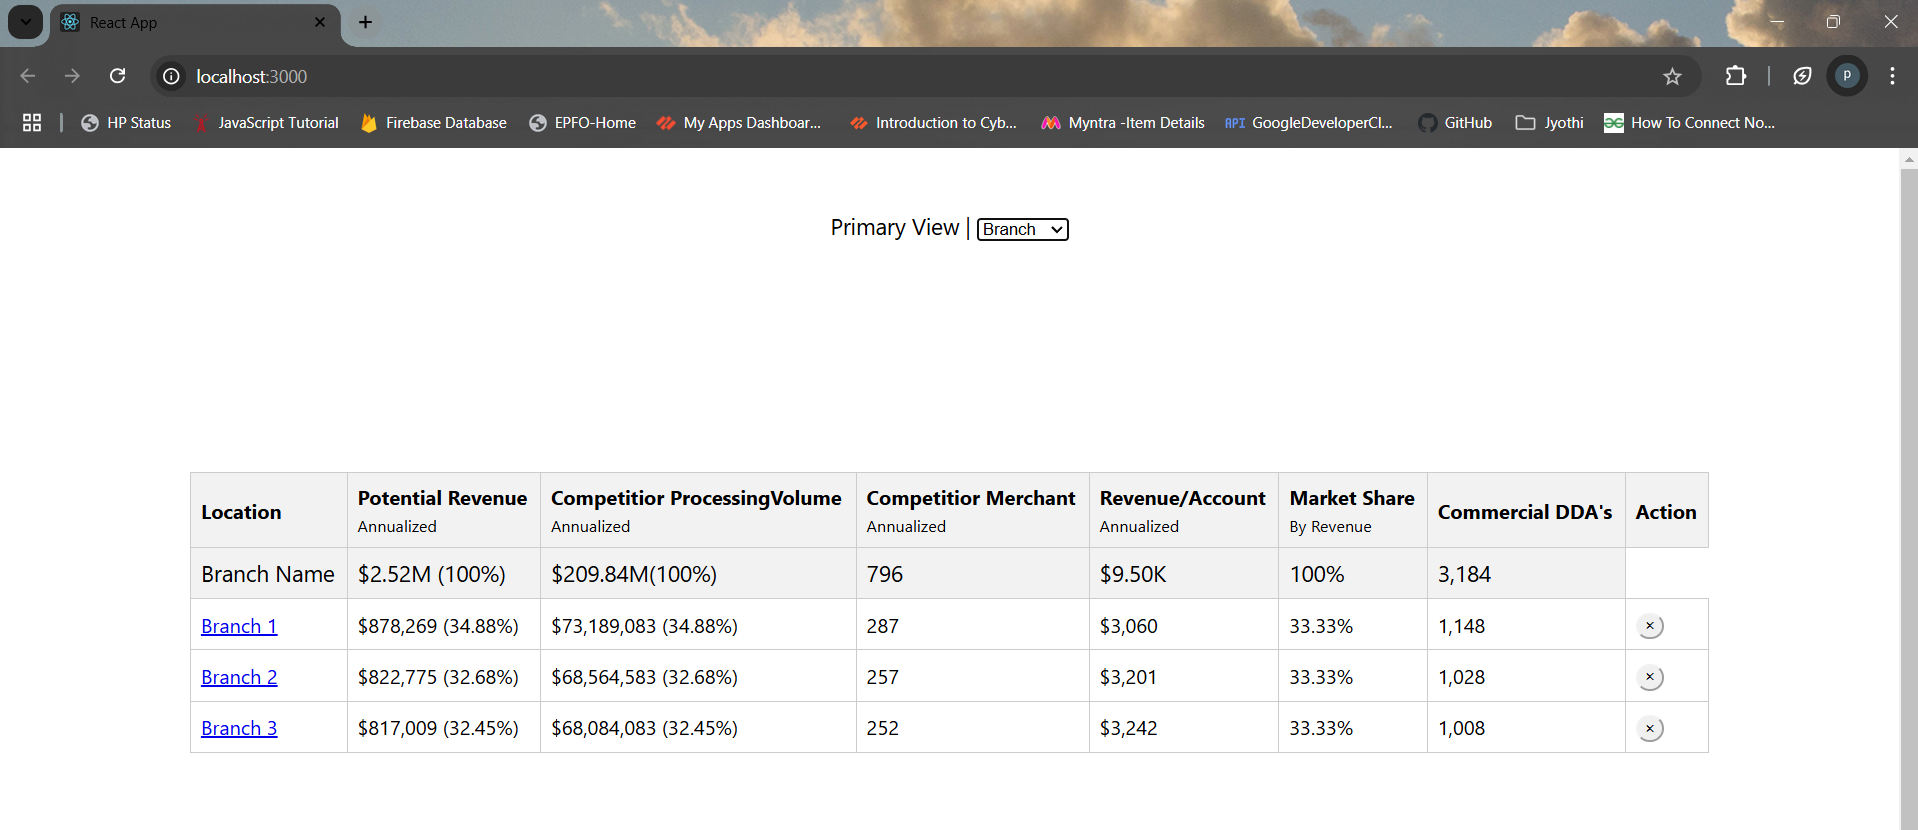 React App
localhost:3000
HP Status JavaScript Tutorial Firebase Database EPFO-Home My Apps Dashboar... Introduction to Cyb... Myntra -Item Details API GoogleDeveloperCl... GitHub Jyothi How To Connect No...
P
Primary View | Branch
Location Potential Revenue Competitior ProcessingVolume Competitior Merchant Revenue/Account Market Share Commercial DDA's Action
Annualized Annualized Annualized Annualized By Revenue
Branch Name $2.52M (100%) $209.84M(100%) 796 $9.50K 100% 3,184
Branch 1 $878,269 (34.88%) $73,189,083 (34.88%) 287 $3,060 33.33% 1,148 ×
Branch 2 $822,775 (32.68%) $68,564,583 (32.68%) 257 $3,201 33.33% 1,028 ×
Branch 3 $817,009 (32.45%) $68,084,083 (32.45%) 252 $3,242 33.33% 1,008 ×